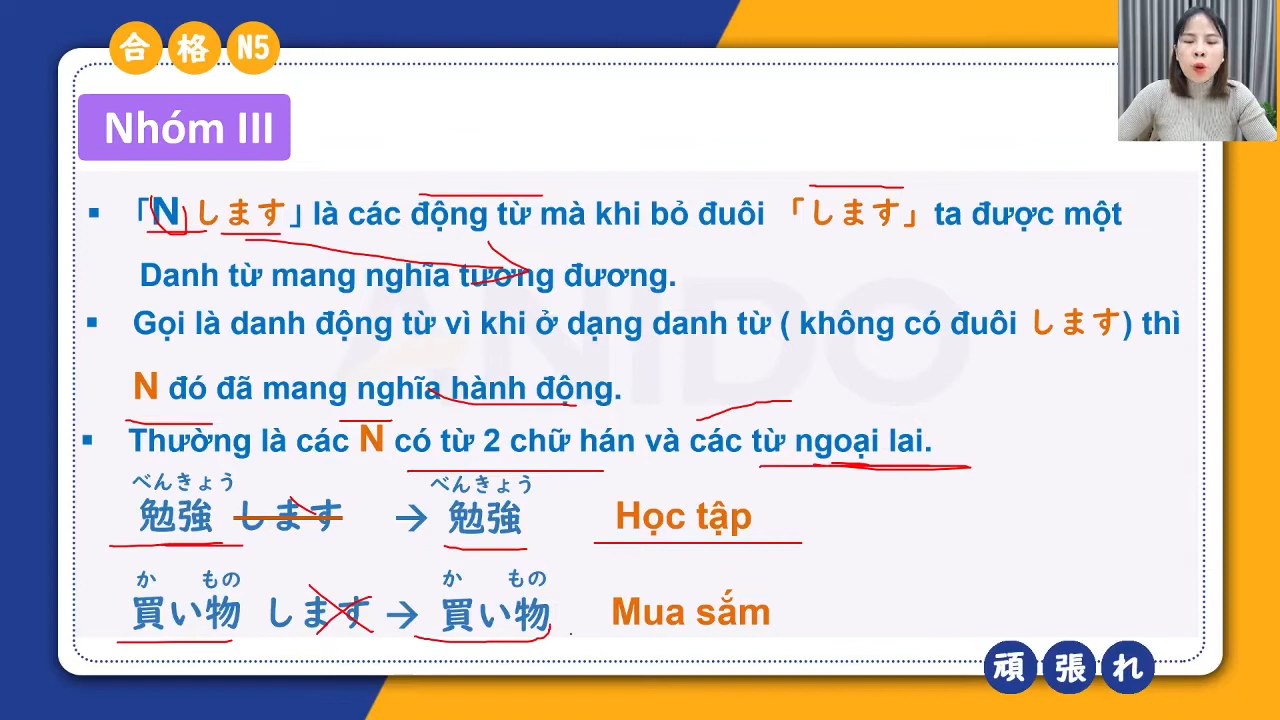 合 格 N5
Nhóm III
「N します」là các động từ mà khi bỏ đuôi「します」ta được một
Danh từ mang nghĩa tương đương.
Gọi là danh động từ vì khi ở dạng danh từ ( không có đuôi します) thì
N đó đã mang nghĩa hành động.
Thường là các N có từ 2 chữ hán và các từ ngoại lai.
べんきょう べんきょう
勉強 します → 勉強 Học tập
か もの か もの
買い物 します → 買い物 Mua sắm
頑 張 れ
ANIDO